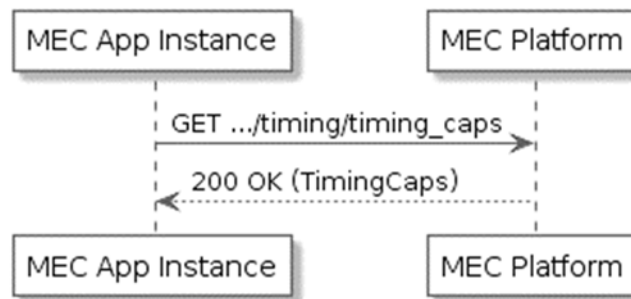 MEC App Instance
MEC Platform
GET .../timing/timing_caps
200 OK (TimingCaps)
MEC App Instance
MEC Platform